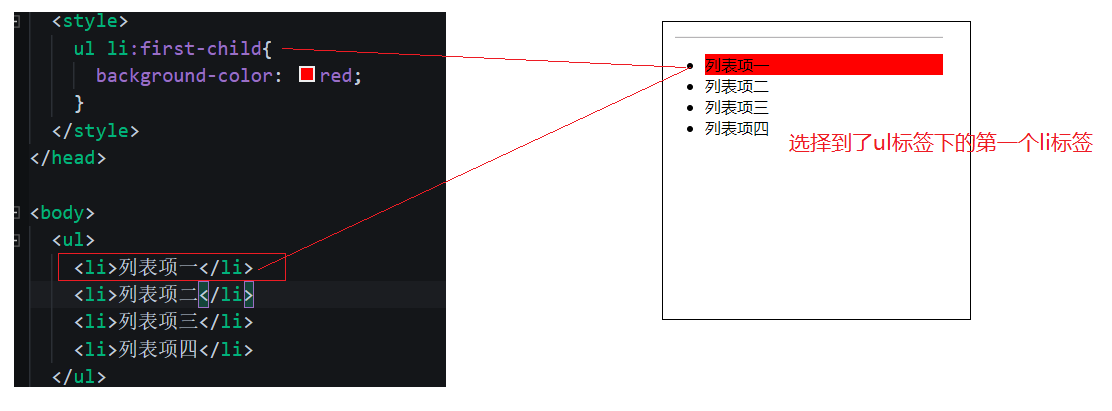 <style>
ul li:first-child{
background-color: red;
}
</style>
</head>
<body>
<ul>
<li>列表项一</li>
<li>列表项二</li>
<li>列表项三</li>
<li>列表项四</li>
</ul>
列表项一
列表项二
列表项三
列表项四
选择到了ul标签下的第一个li标签